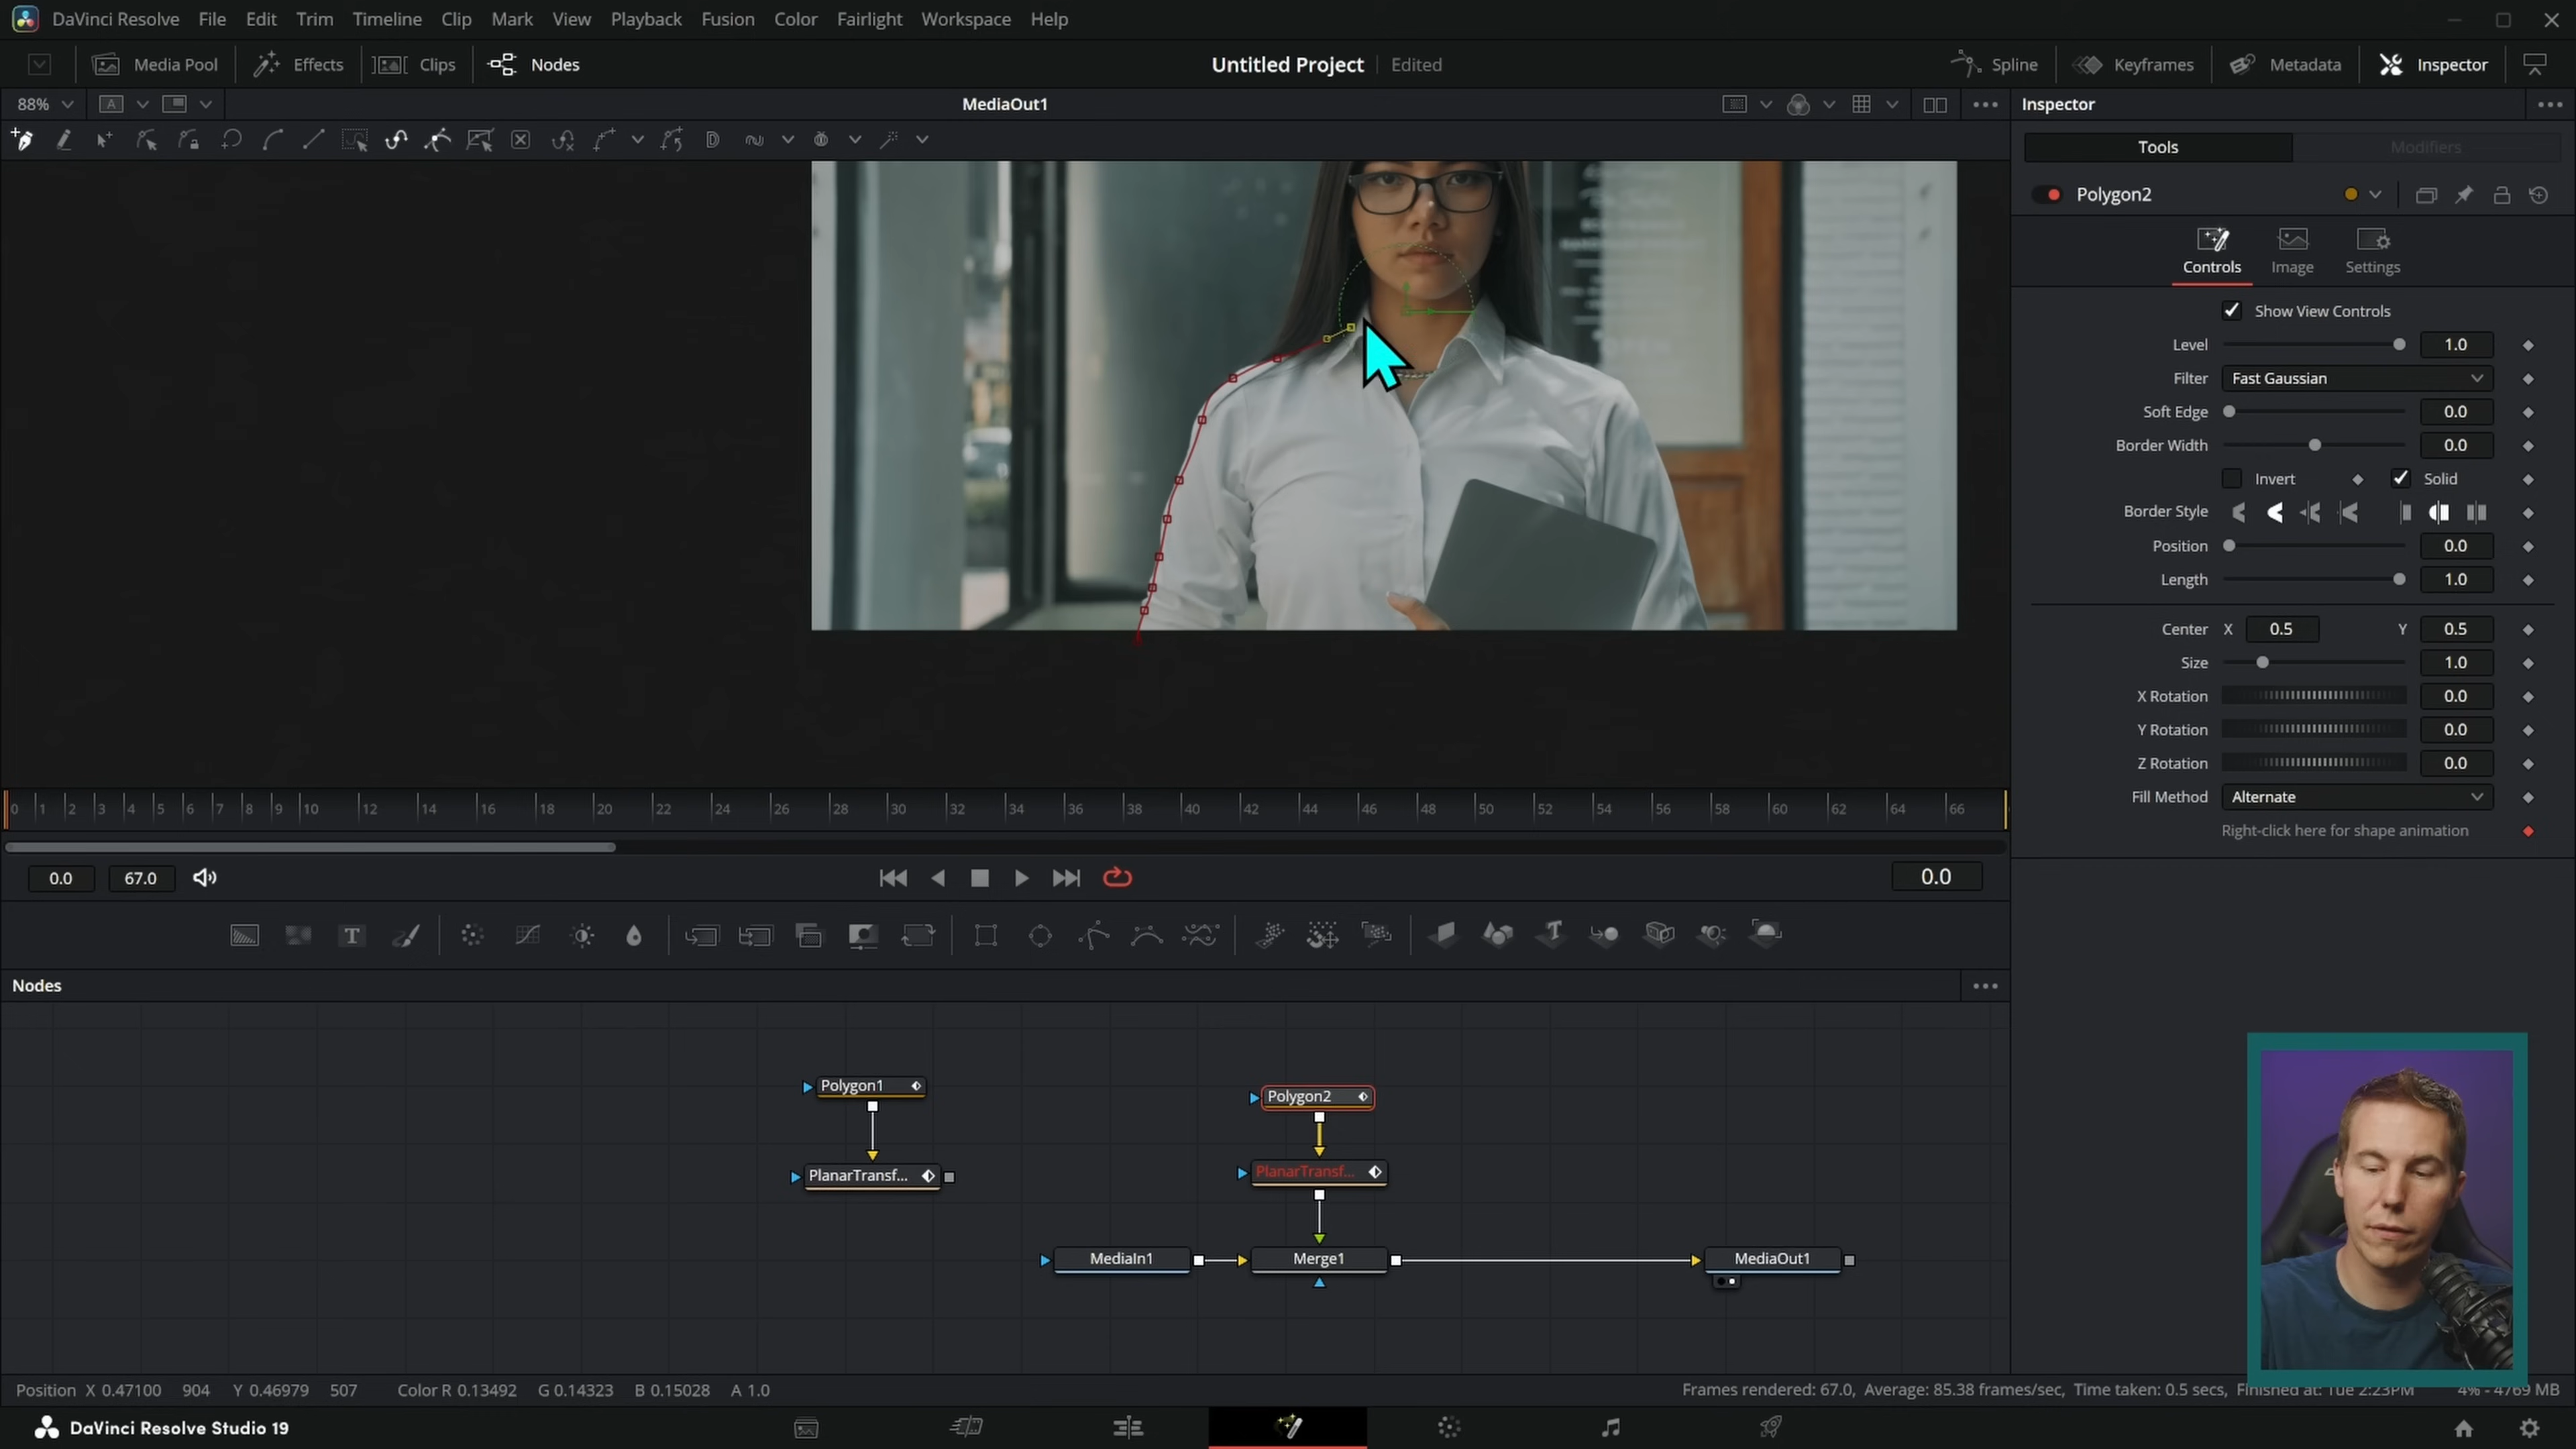 DaVinci Resolve File Edit Trim Timeline Clip Mark View Playback Fusion Color Fairlight Workspace Help
Media Pool Effects Clips Nodes Untitled Project Edited Spline Keyframes Metadata Inspector
88% A MediaOut1 Inspector
D
Tools Modifiers
Polygon2
Controls Image Settings
Show View Controls
Level 1.0
Filter Fast Gaussian
Soft Edge 0.0
Border Width 0.0
Invert Solid
Border Style
Position 0.0
Length 1.0
Center X 0.5 Y 0.5
Size 1.0
X Rotation 0.0
Y Rotation 0.0
Z Rotation 0.0
Fill Method Alternate
Right-click here for shape animation
0 1 2 3 4 5 6 7 8 9 10 12 14 16 18 20 22 24 26 28 30 32 34 36 38 40 42 44 46 48 50 52 54 56 58 60 62 64 66
0.0 67.0 0.0
T
Nodes
Polygon1
Polygon2
PlanarTransf...
PlanarTransf...
MediaIn1 Merge1 MediaOut1
Position X 0.47100 904 Y 0.46979 507 Color R 0.13492 G 0.14323 B 0.15028 A 1.0 Frames rendered: 67.0, Average: 85.38 frames/sec, Time taken: 0.5 secs, Finished at: Tue 2:23PM 4% - 4769 MB
DaVinci Resolve Studio 19